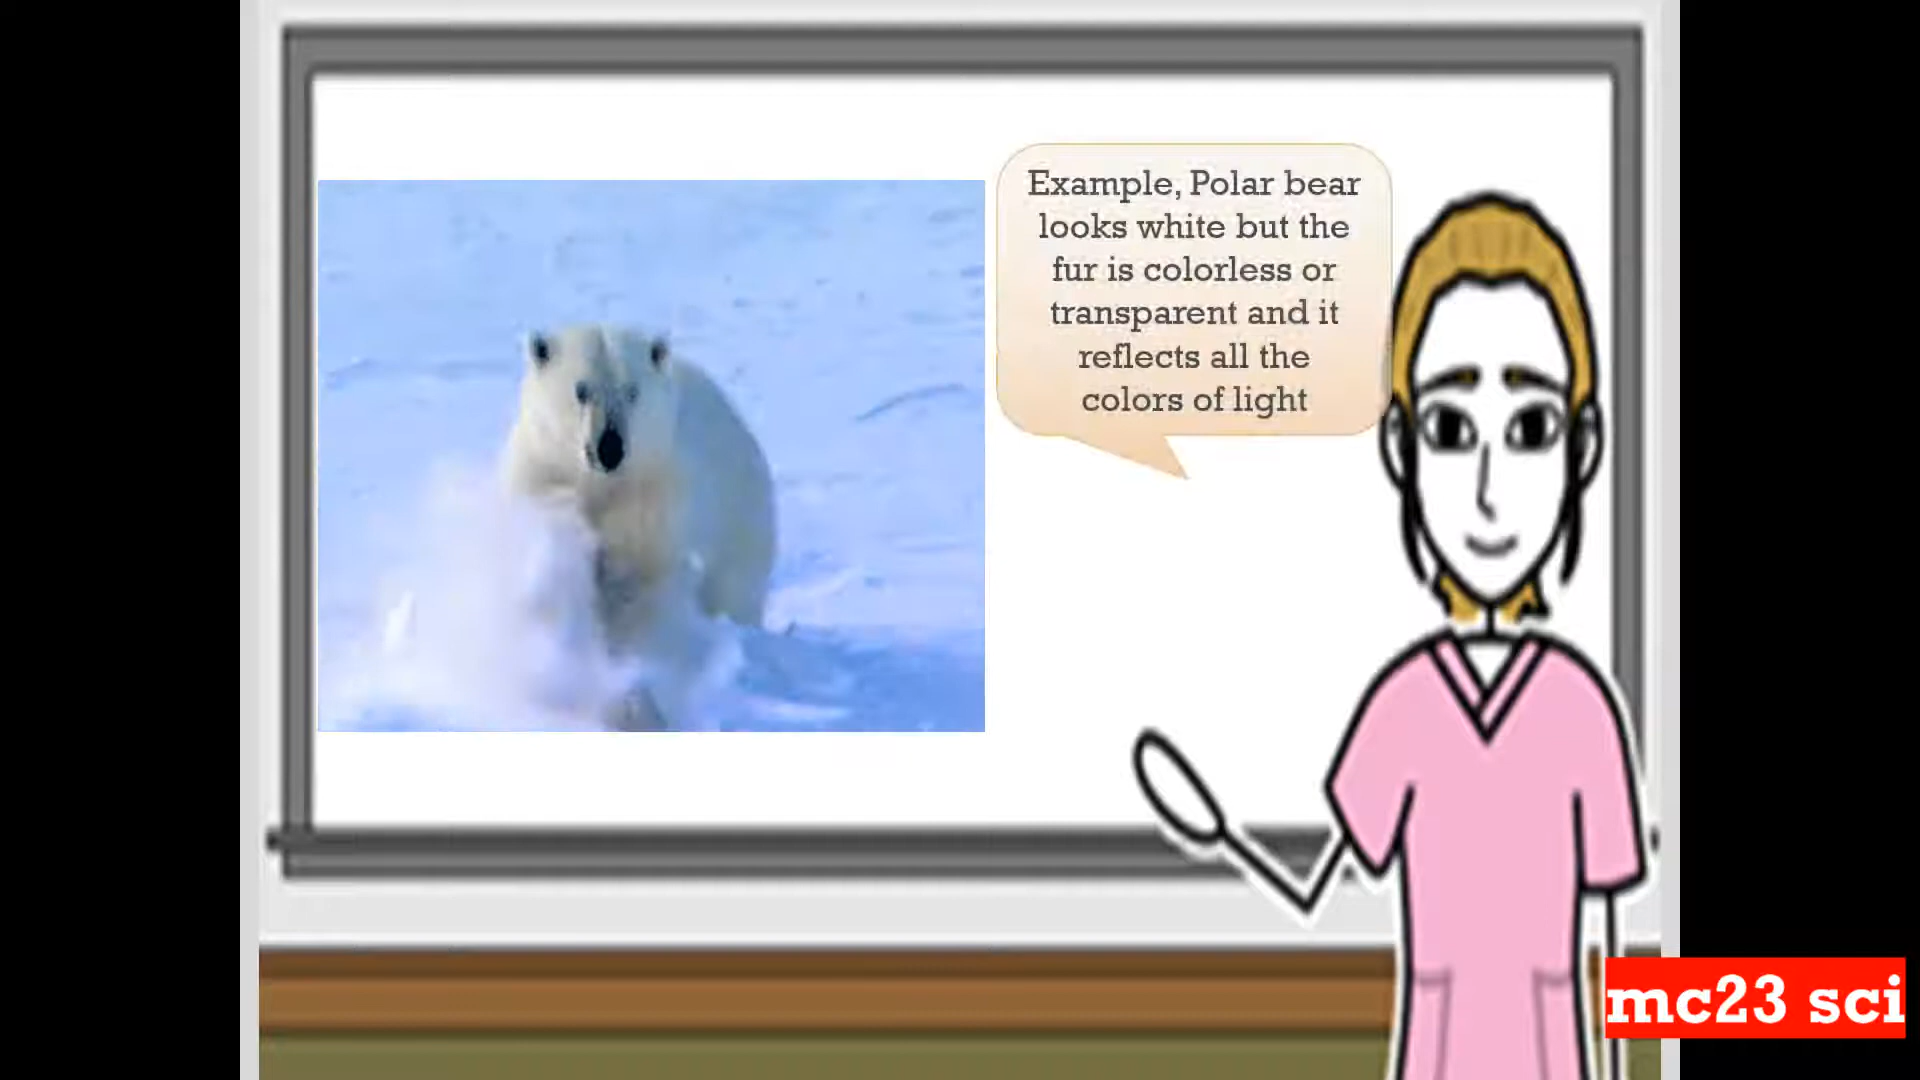 Example, Polar bear
looks white but the
fur is colorless or
transparent and it
reflects all the
colors of light
mc23 sci